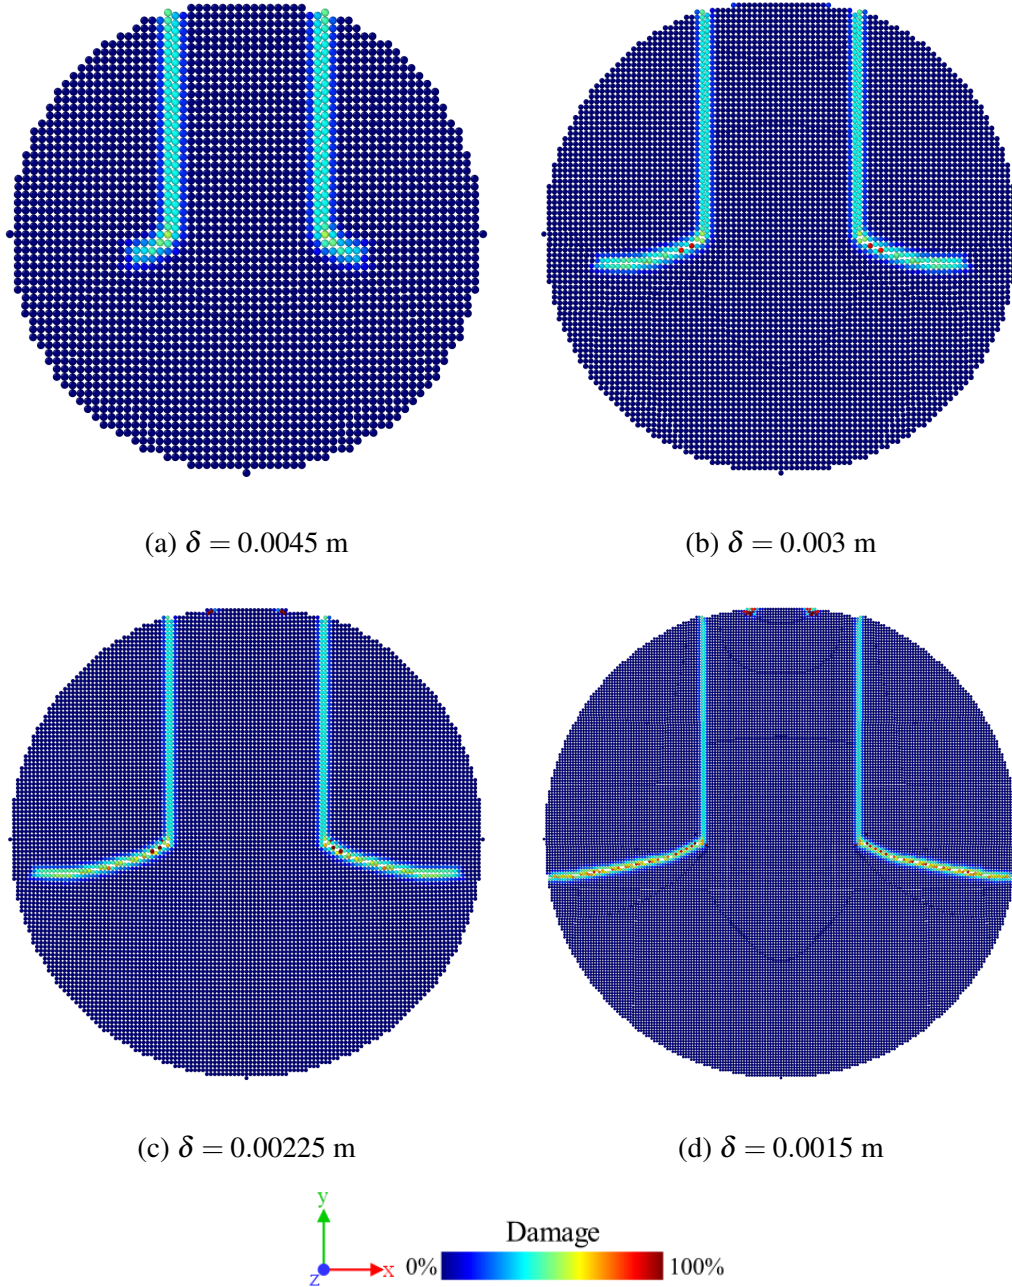 (a) δ = 0.0045 m
(b) δ = 0.003 m
(c) δ = 0.00225 m
(d) δ = 0.0015 m
y
x
z
Damage
0% 100%